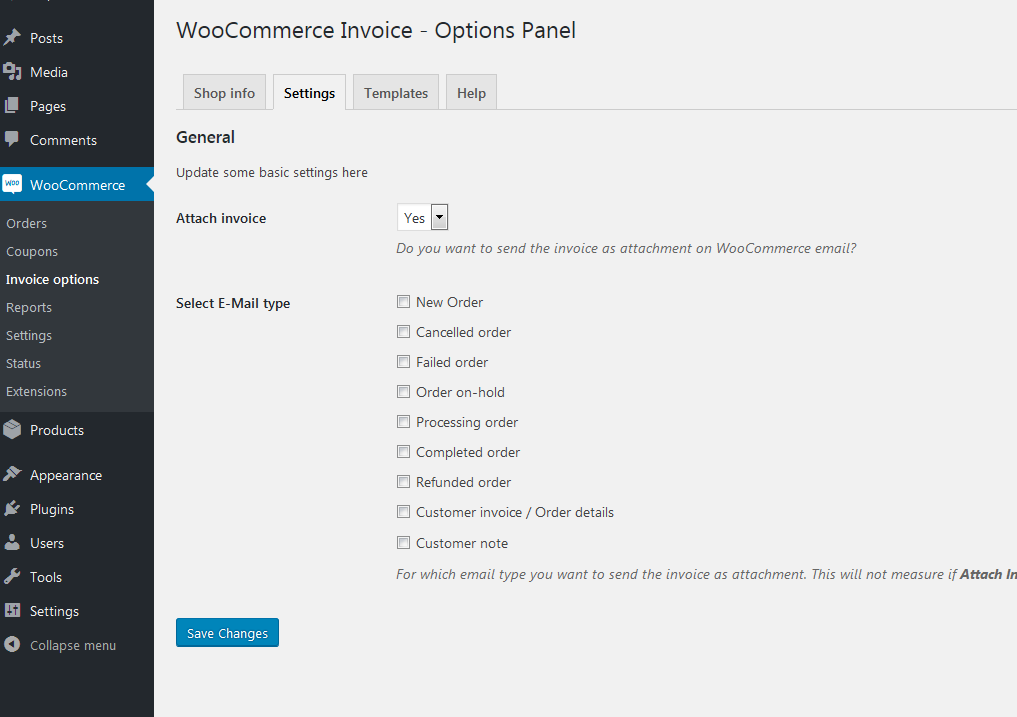 Posts
Media
Pages
Comments
WOO WooCommerce
Orders
Coupons
Invoice options
Reports
Settings
Status
Extensions
Products
Appearance
Plugins
Users
Tools
Settings
Collapse menu
WooCommerce Invoice - Options Panel
Shop info Settings Templates Help
General
Update some basic settings here
Attach invoice Yes
Do you want to send the invoice as attachment on WooCommerce email?
Select E-Mail type New Order
Cancelled order
Failed order
Order on-hold
Processing order
Completed order
Refunded order
Customer invoice / Order details
Customer note
For which email type you want to send the invoice as attachment. This will not measure if Attach In
Save Changes